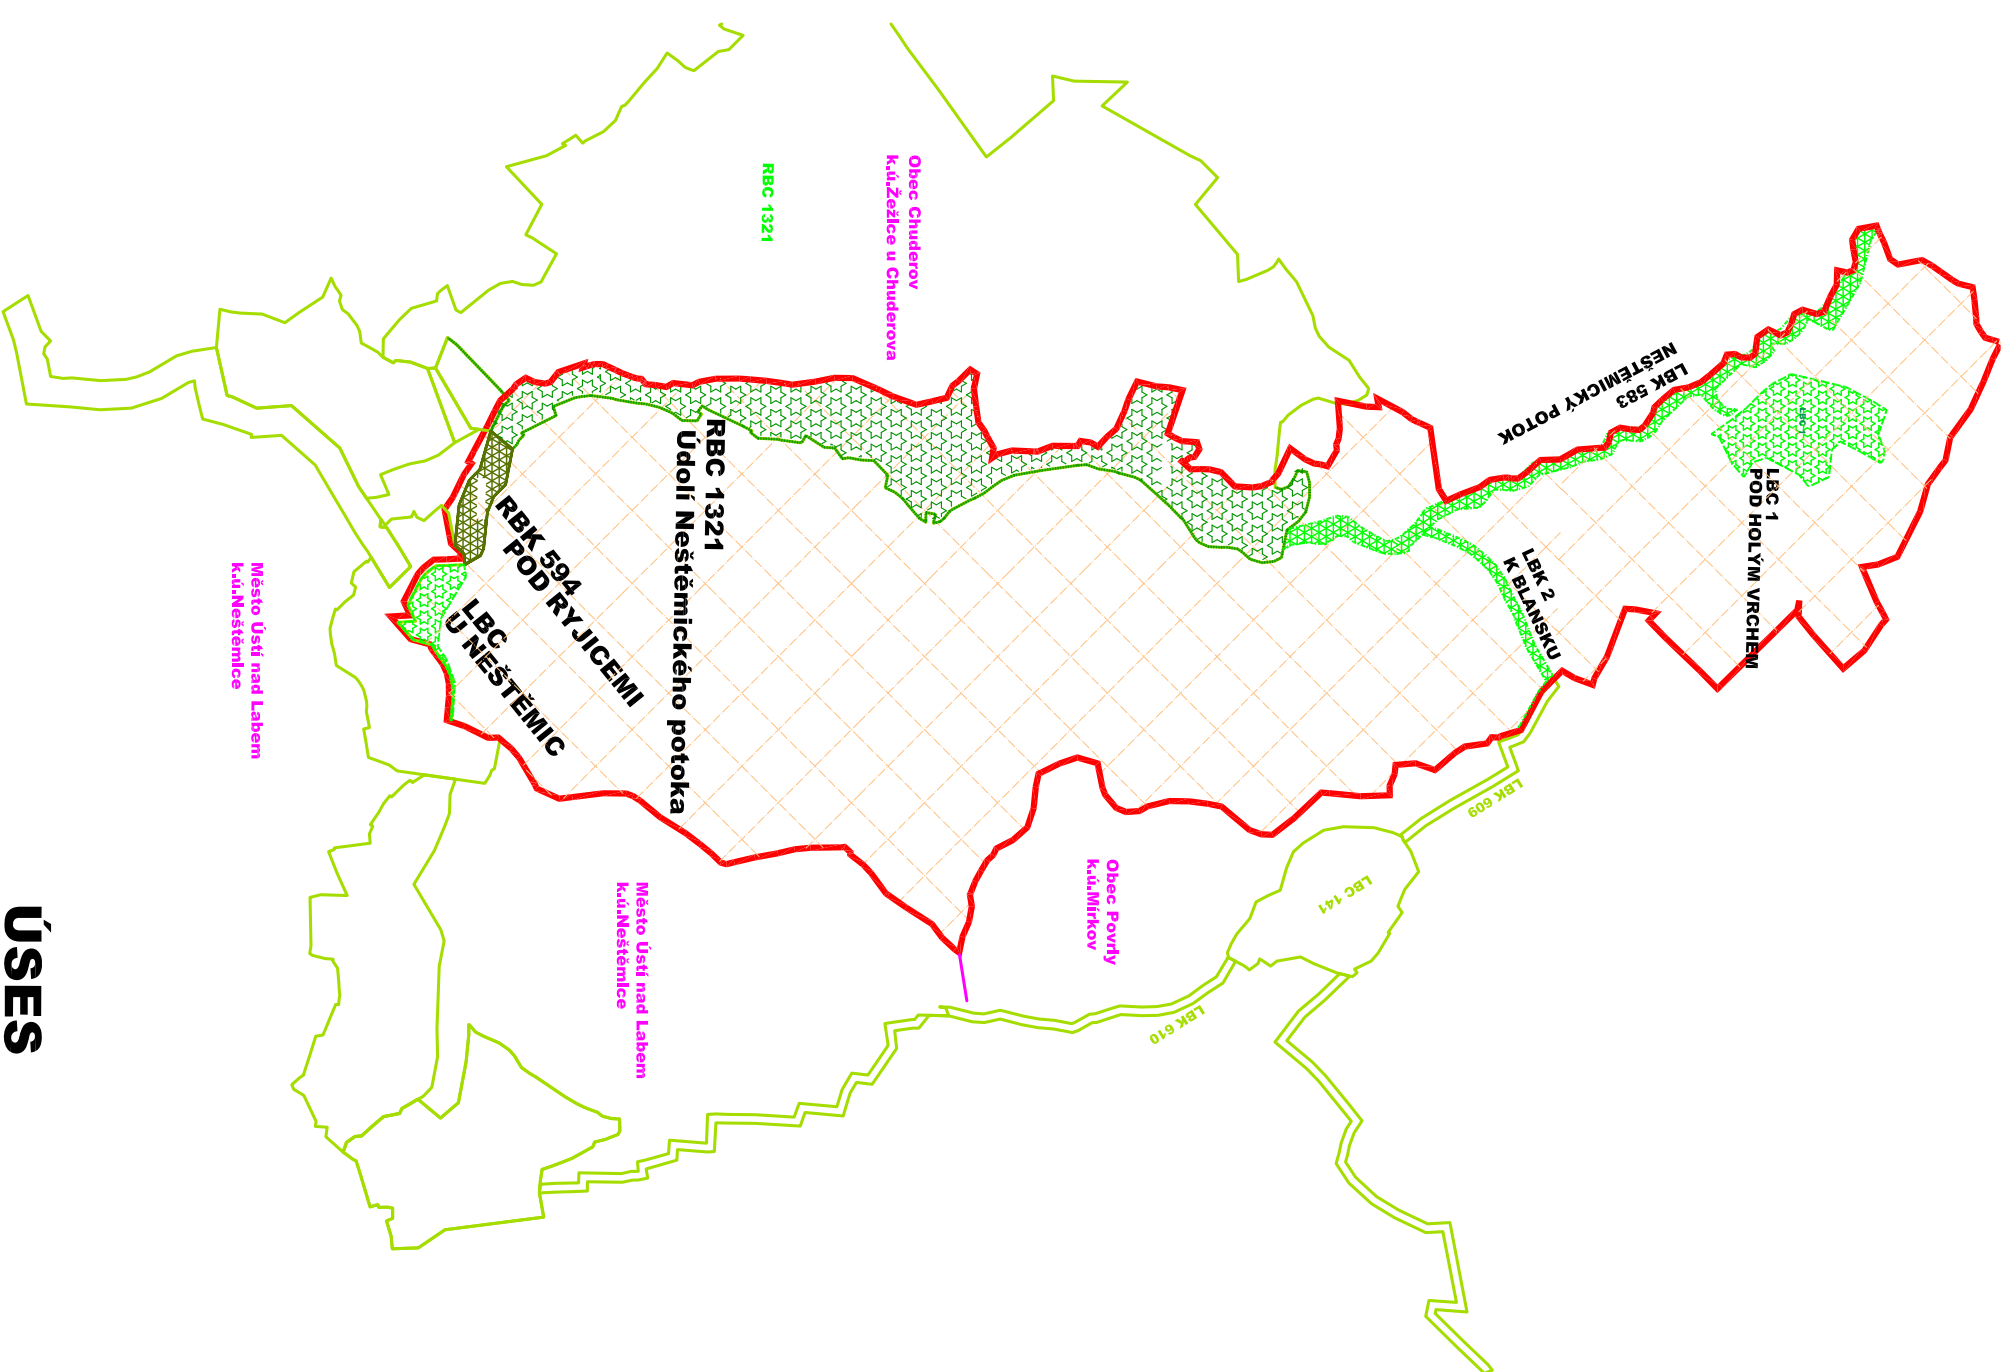 ÚSES
Obec Chuderov
k.ú.Žežice u Chuderova
RBC 1321
LBK 583
NEŠTĚMICKÝ POTOK
LBC 1
LBC 1
POD HOLÝM VRCHEM
LBK 2
K BLANSKU
RBC 1321
Údolí Neštěmického potoka
RBK 594
POD RYJICEMI
LBC
U NEŠTĚMIC
Město Ústí nad Labem
k.ú.Neštěmice
Město Ústí nad Labem
k.ú.Neštěmice
Obec Povrly
k.ú.Mírkov
LBK 609
LBC 141
LBK 610